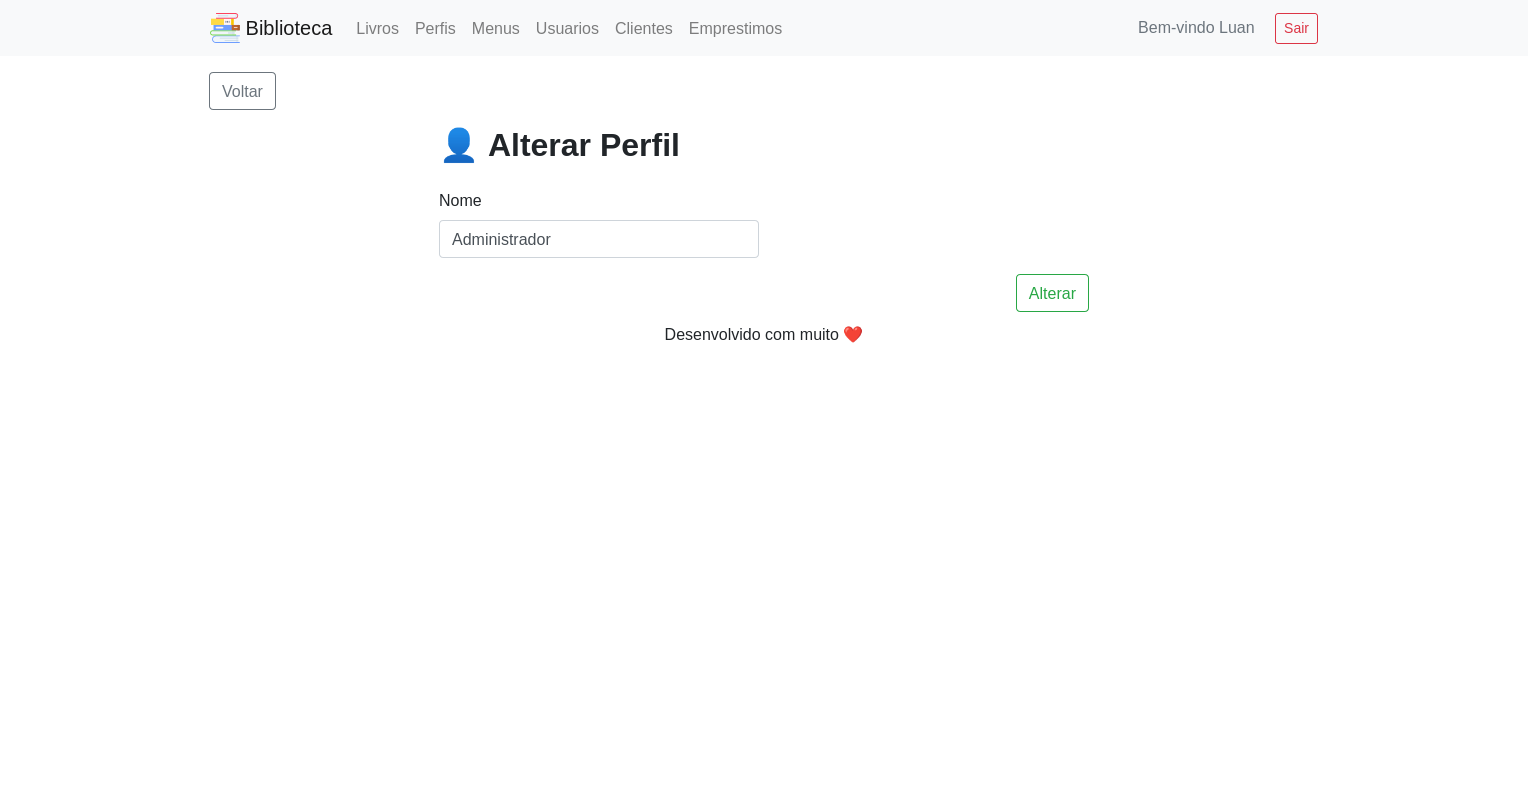 Biblioteca Livros Perfis Menus Usuarios Clientes Emprestimos Bem-vindo Luan Sair
Voltar
👤 Alterar Perfil
Nome
Administrador
Alterar
Desenvolvido com muito ❤️